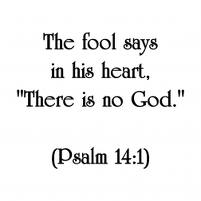 The fool says
in his heart,
"There is no God."
(Psalm 14:1)